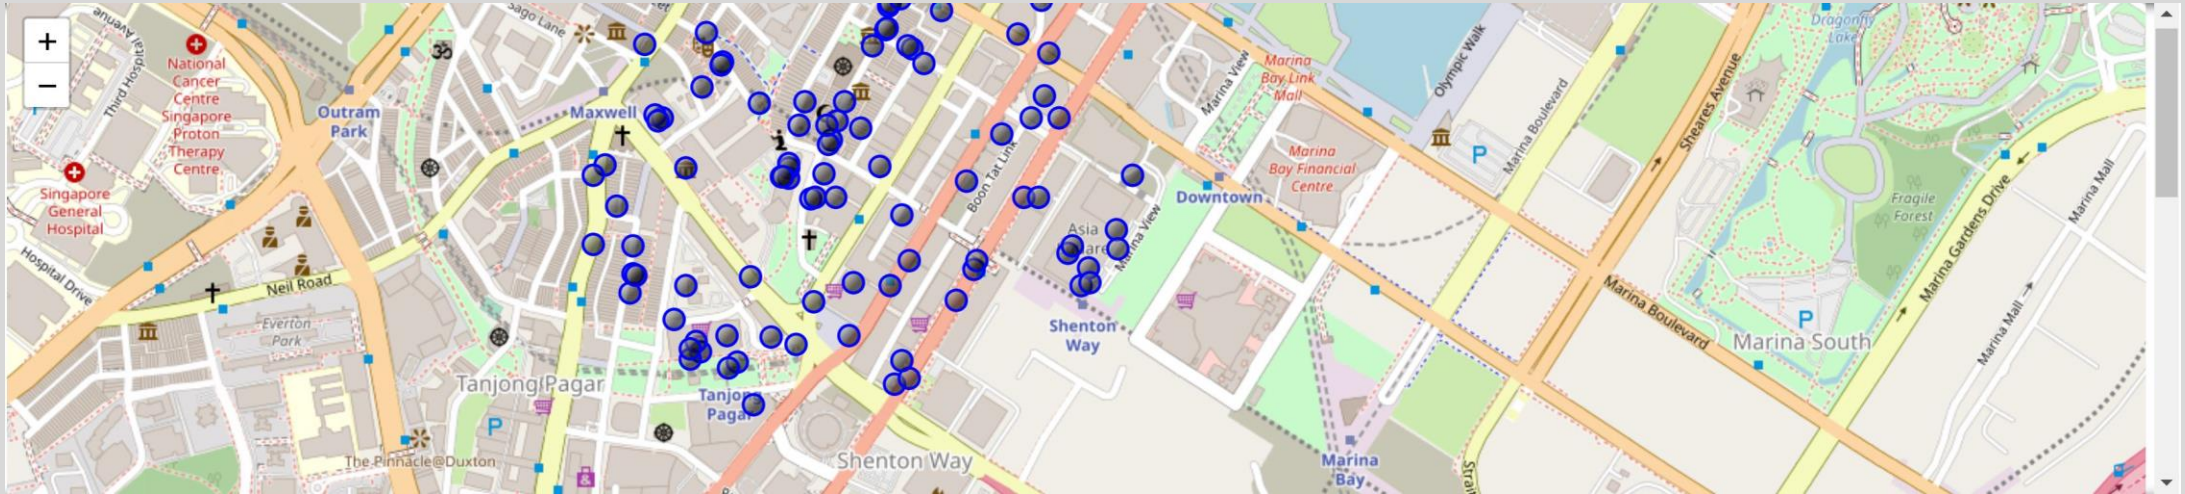 +
−
Avenue
Third Hospital
National
Cancer
Centre
Singapore
Proton
Therapy
Centre
Singapore
General
Hospital
Hospital Drive
Outram
Park
Neil Road
Everton
Park
The Pinnacle@Duxton
Tanjong Pagar
P
Sago Lane
Maxwell
i
Tanjong
Pagar
Shenton Way
Boon Tat Link
Asia
Square
Marina View
Shenton
Way
Marina View
Marina
Bay Link
Mall
Downtown
Marina
Bay Financial
Centre
Olympic Walk
P
Marina Boulevard
Sheares Avenue
Dragonfly
Lake
Fragile
Forest
Marina Gardens Drive
Marina Mall
Marina Mall
Marina Boulevard
P
Marina South
Marina
Bay